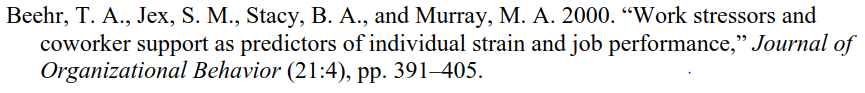 Beehr, T. A., Jex, S. M., Stacy, B. A., and Murray, M. A. 2000. “Work stressors and
coworker support as predictors of individual strain and job performance,” Journal of
Organizational Behavior (21:4), pp. 391–405.